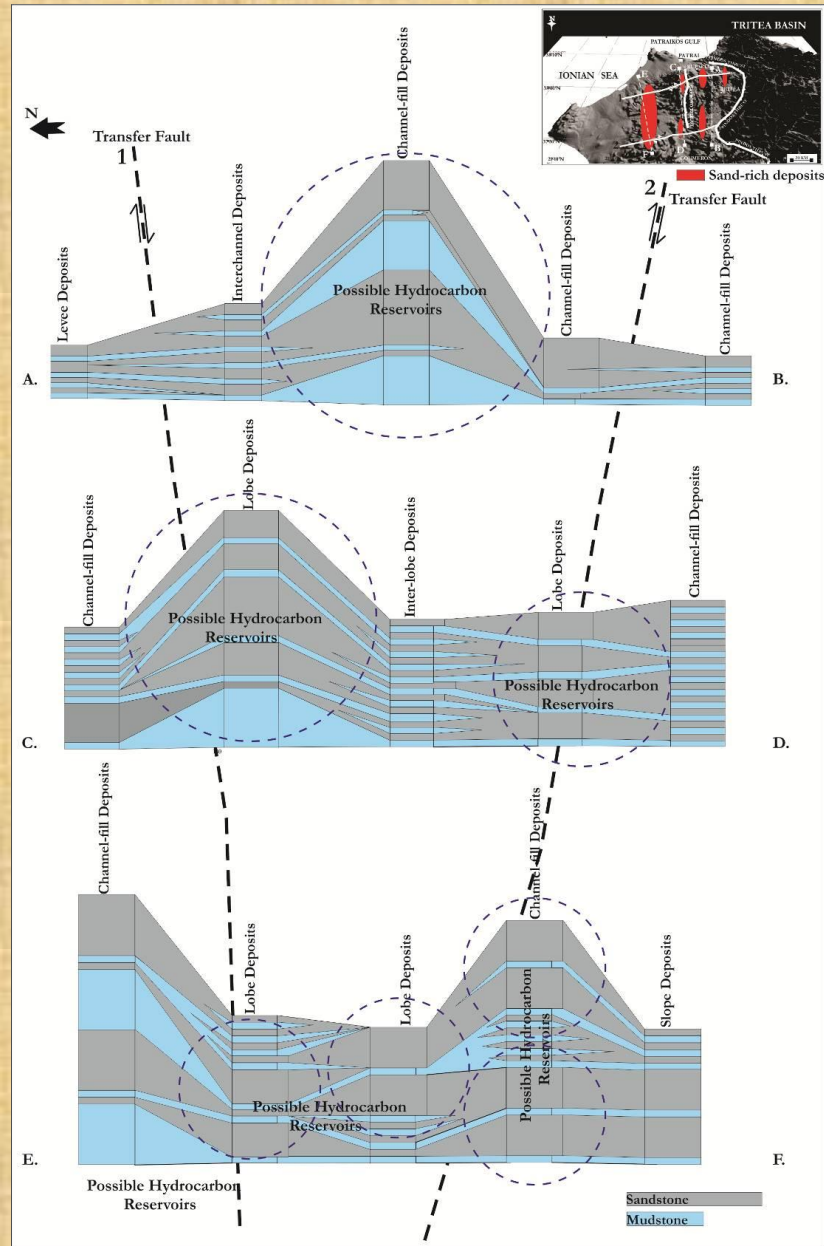 TRITEA BASIN
N
PATRAIKOS GULF
PATRAI
IONIAN SEA
C
A
E
F
D
B
Sand-rich deposits
N
Transfer Fault
1
2
Transfer Fault
Levee Deposits
Interchannel Deposits
Channel-fill Deposits
Channel-fill Deposits
Channel-fill Deposits
Possible Hydrocarbon
Reservoirs
A.
B.
Channel-fill Deposits
Lobe Deposits
Inter-lobe Deposits
Lobe Deposits
Channel-fill Deposits
Possible Hydrocarbon
Reservoirs
Possible Hydrocarbon
Reservoirs
C.
D.
Channel-fill Deposits
Lobe Deposits
Lobe Deposits
Channel-fill Deposits
Slope Deposits
Possible Hydrocarbon
Reservoirs
Possible Hydrocarbon
Reservoirs
E.
F.
Possible Hydrocarbon
Reservoirs
Sandstone
Mudstone